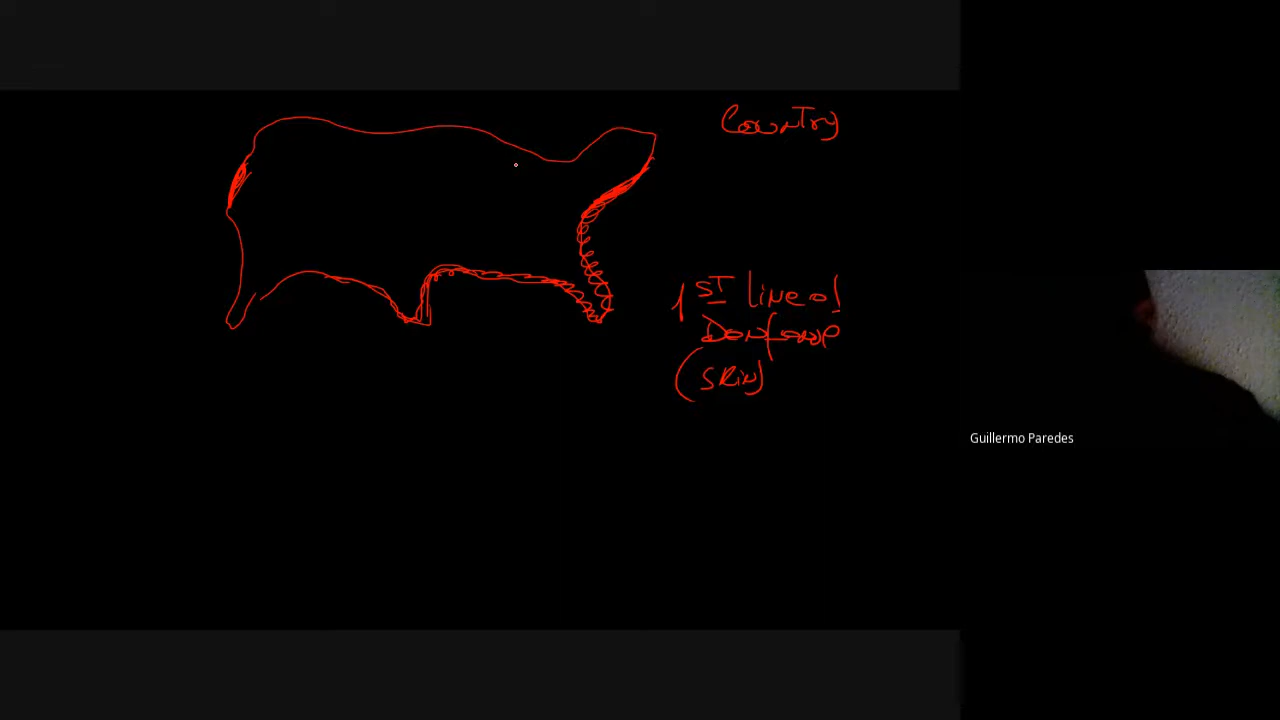 Country
1ST line of
Defense
(Skin)
Guillermo Paredes